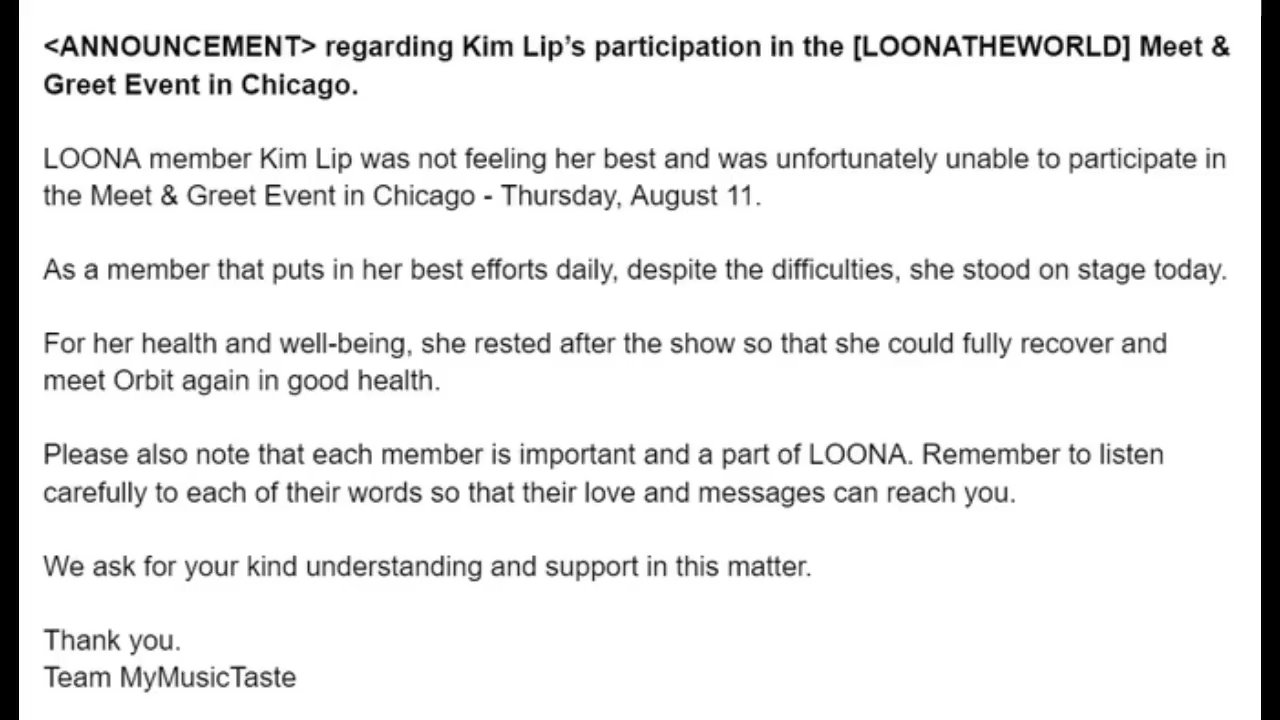 <ANNOUNCEMENT> regarding Kim Lip’s participation in the [LOONATHEWORLD] Meet &
Greet Event in Chicago.
LOONA member Kim Lip was not feeling her best and was unfortunately unable to participate in
the Meet & Greet Event in Chicago - Thursday, August 11.
As a member that puts in her best efforts daily, despite the difficulties, she stood on stage today.
For her health and well-being, she rested after the show so that she could fully recover and
meet Orbit again in good health.
Please also note that each member is important and a part of LOONA. Remember to listen
carefully to each of their words so that their love and messages can reach you.
We ask for your kind understanding and support in this matter.
Thank you.
Team MyMusicTaste